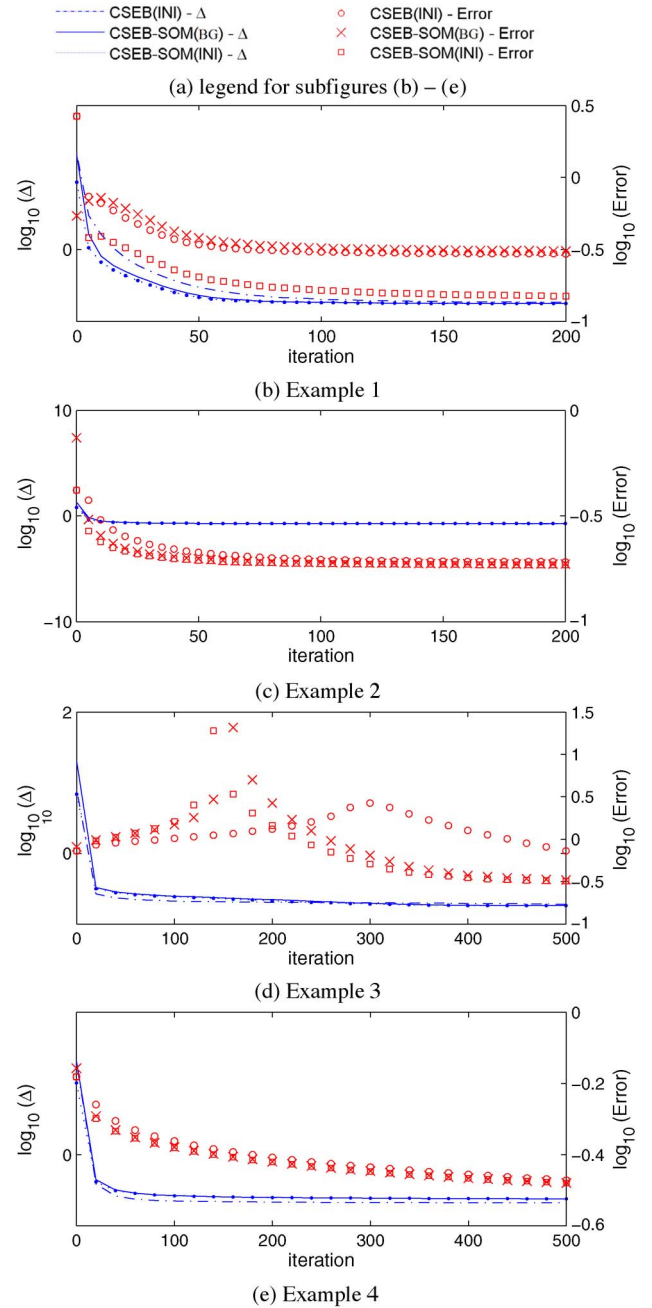 CSEB(INI) - Δ
CSEB(INI) - Error
CSEB-SOM(BG) - Δ
CSEB-SOM(BG) - Error
CSEB-SOM(INI) - Δ
CSEB-SOM(INI) - Error
(a) legend for subfigures (b) – (e)
0.5
0
0
-0.5
-1
log10 (Δ)
log10 (Error)
0 50 100 150 200
iteration
(b) Example 1
10 0
0 -0.5
-10 -1
log10 (Δ)
log10 (Error)
0 50 100 150 200
iteration
(c) Example 2
2 1.5
1
0.5
0 0
-0.5
-1
log10 (Δ)
10
log10 (Error)
0 100 200 300 400 500
iteration
(d) Example 3
0
-0.2
0 -0.4
-0.6
log10 (Δ)
log10 (Error)
0 100 200 300 400 500
iteration
(e) Example 4